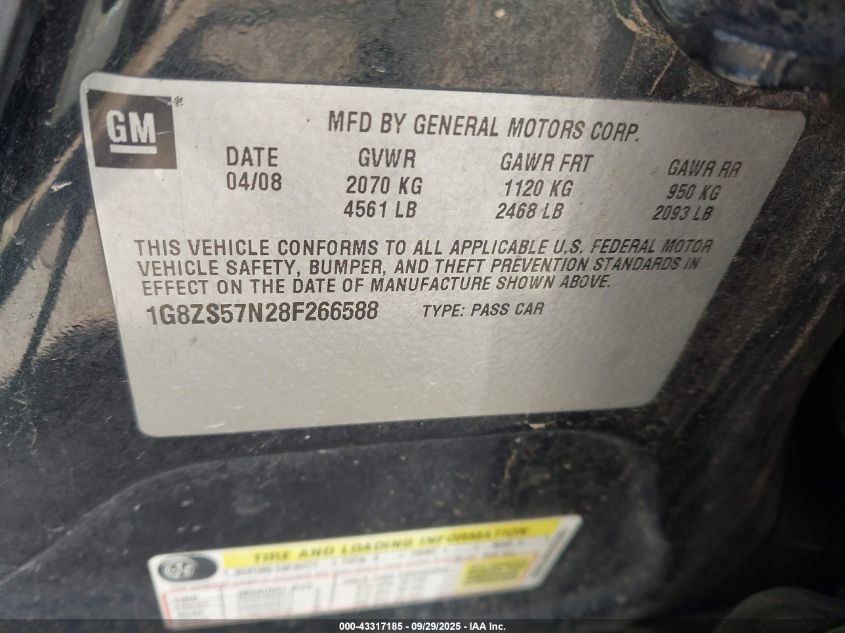 GM®
MFD BY GENERAL MOTORS CORP.
DATE GVWR GAWR FRT GAWR RR
04/08 2070 KG 1120 KG 950 KG
4561 LB 2468 LB 2093 LB
THIS VEHICLE CONFORMS TO ALL APPLICABLE U.S. FEDERAL MOTOR
VEHICLE SAFETY, BUMPER, AND THEFT PREVENTION STANDARDS IN
EFFECT ON THE DATE OF MANUFACTURE SHOWN ABOVE.
1G8ZS57N28F266588 TYPE: PASS CAR
TIRE AND LOADING INFORMATION
000-43317185 - 09/29/2025 - IAA Inc.